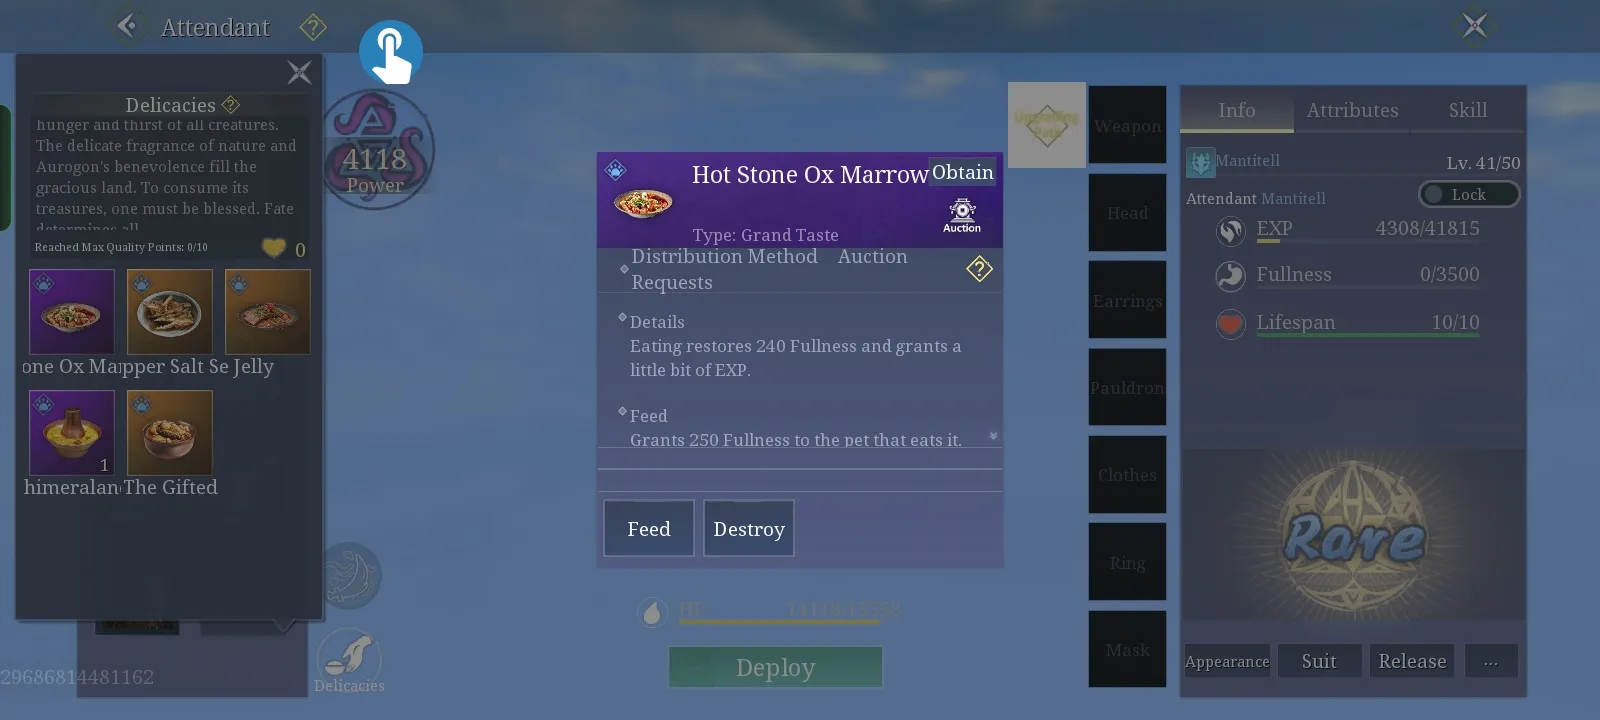 Attendant
Delicacies
hunger and thirst of all creatures.
The delicate fragrance of nature and
Aurogon's benevolence fill the
gracious land. To consume its
treasures, one must be blessed. Fate
determines all
Reached Max Quality Points: 0/10
0
one Ox Ma
pper Salt Se
Jelly
1
himeralan
The Gifted
29686814481162
4118
Power
Delicacies
Hot Stone Ox Marrow
Obtain
Auction
Type: Grand Taste
Distribution Method Auction
Requests
Details
Eating restores 240 Fullness and grants a
little bit of EXP.
Feed
Grants 250 Fullness to the pet that eats it.
Feed
Destroy
HP
Deploy
Upgrading
Path
Weapon
Head
Earrings
Pauldron
Clothes
Ring
Mask
Info
Attributes
Skill
Mantitell
Lv. 41/50
Attendant Mantitell
Lock
EXP 4308/41815
Fullness 0/3500
Lifespan 10/10
Rare
Appearance
Suit
Release
...